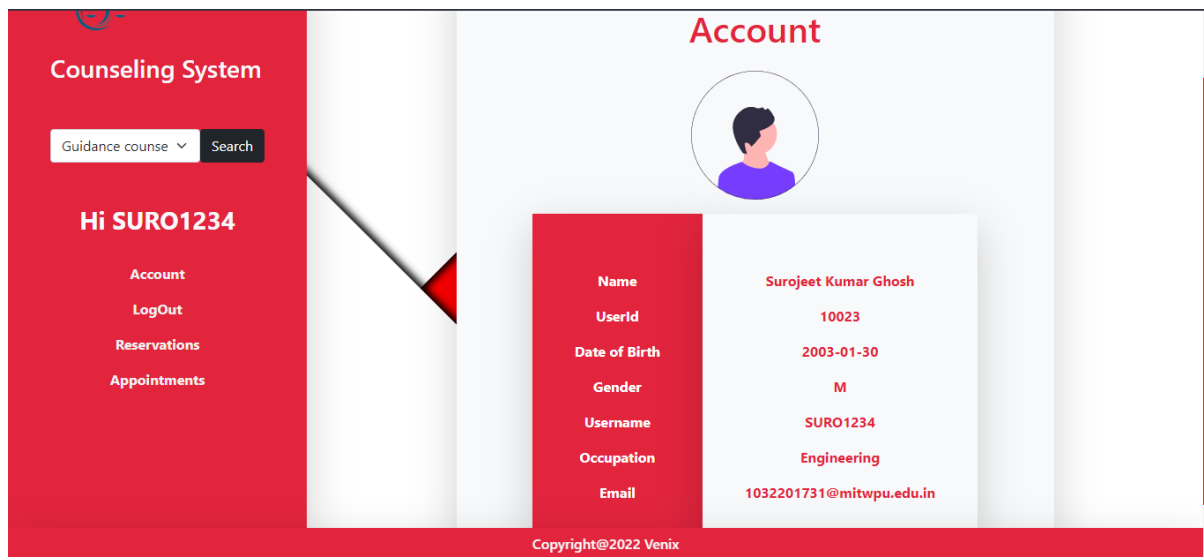 Counseling System
Guidance counse
Search
Hi SURO1234
Account
LogOut
Reservations
Appointments
Account
Name Surojeet Kumar Ghosh
UserId 10023
Date of Birth 2003-01-30
Gender M
Username SURO1234
Occupation Engineering
Email 1032201731@mitwpu.edu.in
Copyright@2022 Venix